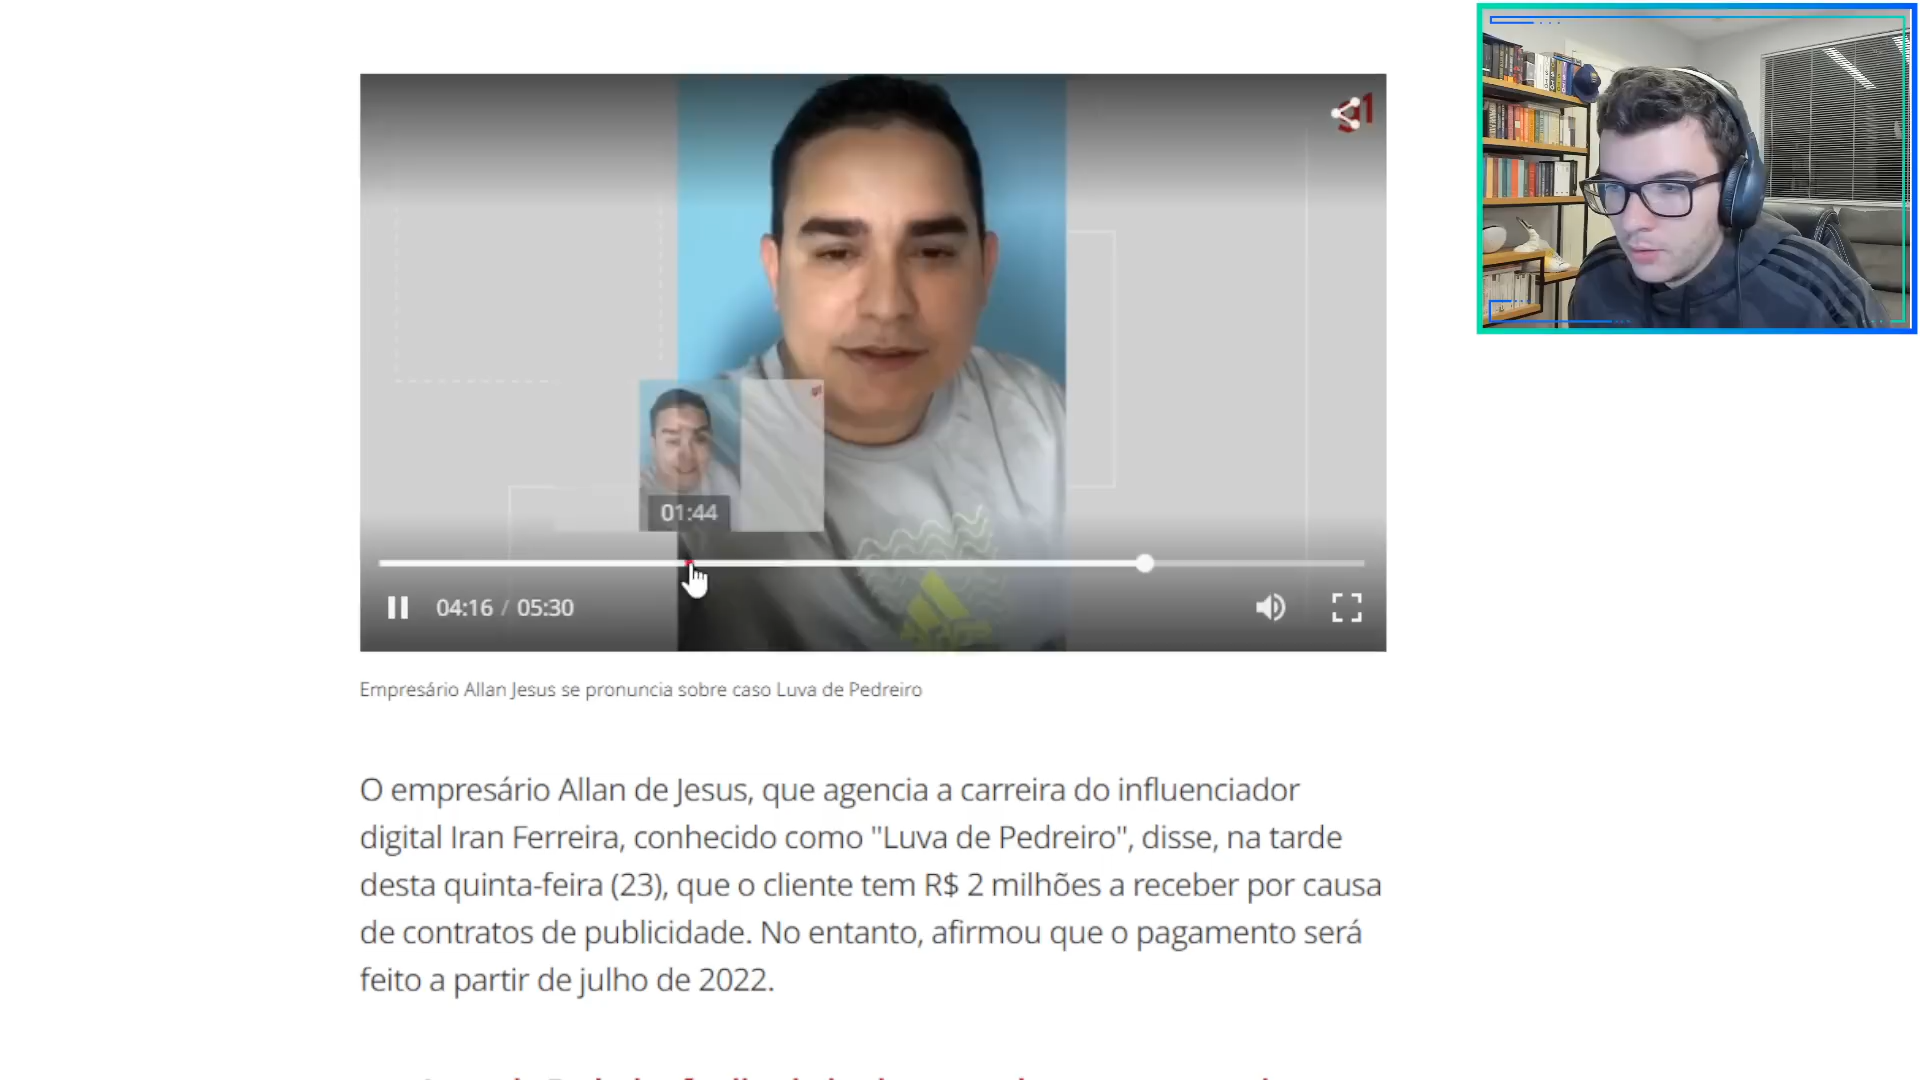 g1
01:44
04:16 / 05:30
Empresário Allan Jesus se pronuncia sobre caso Luva de Pedreiro
O empresário Allan de Jesus, que agencia a carreira do influenciador
digital Iran Ferreira, conhecido como "Luva de Pedreiro", disse, na tarde
desta quinta-feira (23), que o cliente tem R$ 2 milhões a receber por causa
de contratos de publicidade. No entanto, afirmou que o pagamento será
feito a partir de julho de 2022.